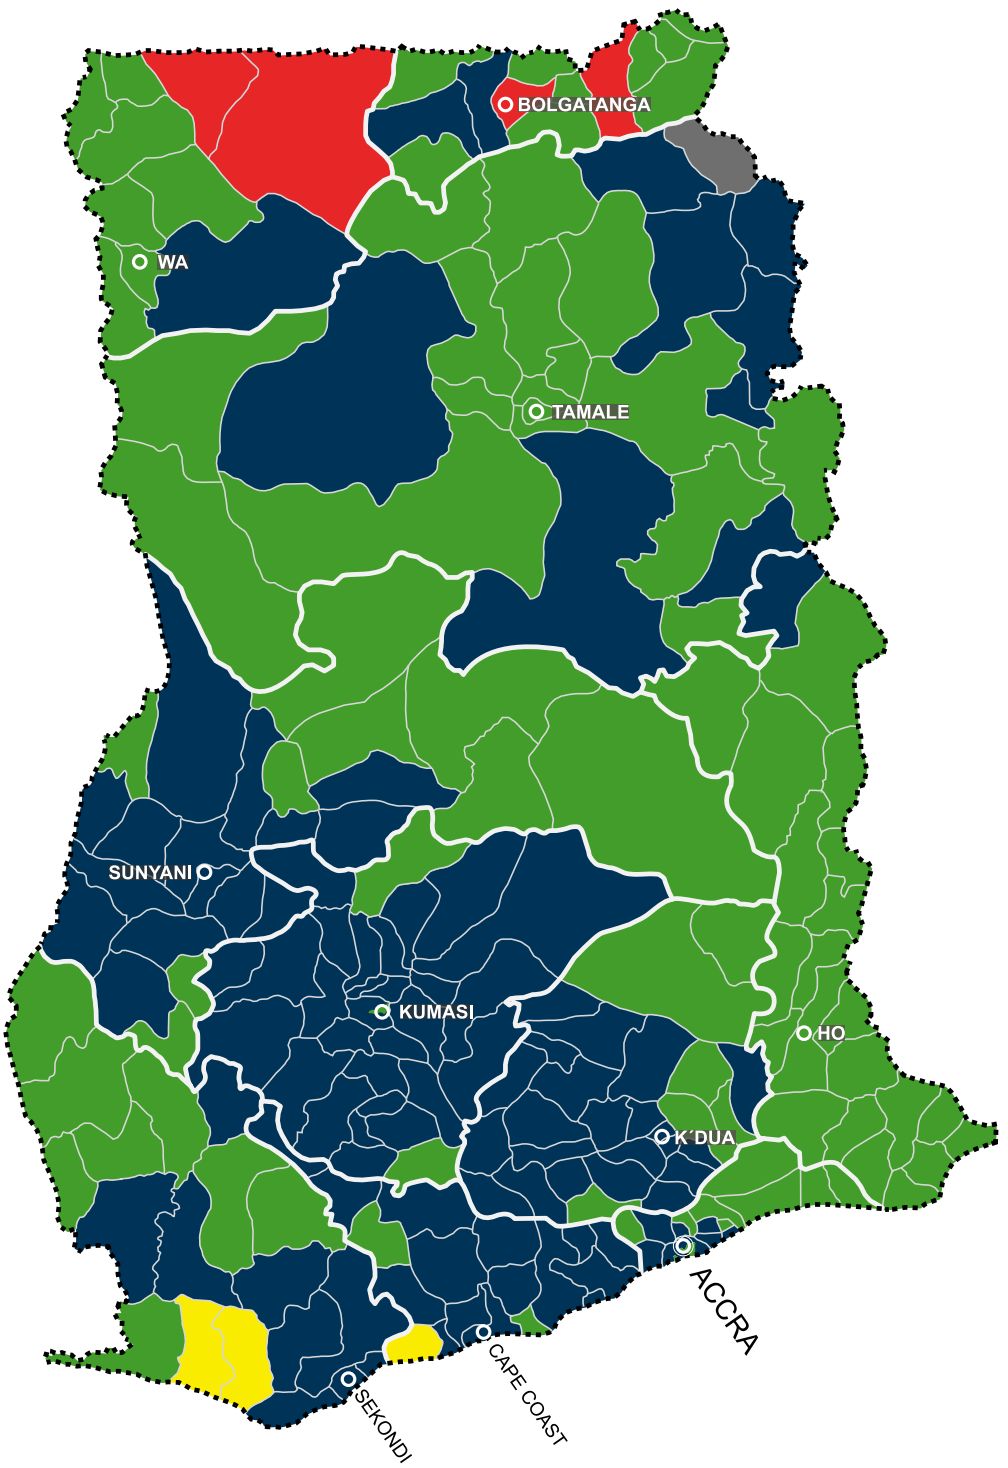 BOLGATANGA
WA
TAMALE
SUNYANI
KUMASI
HO
K´DUA
ACCRA
CAPE COAST
SEKONDI